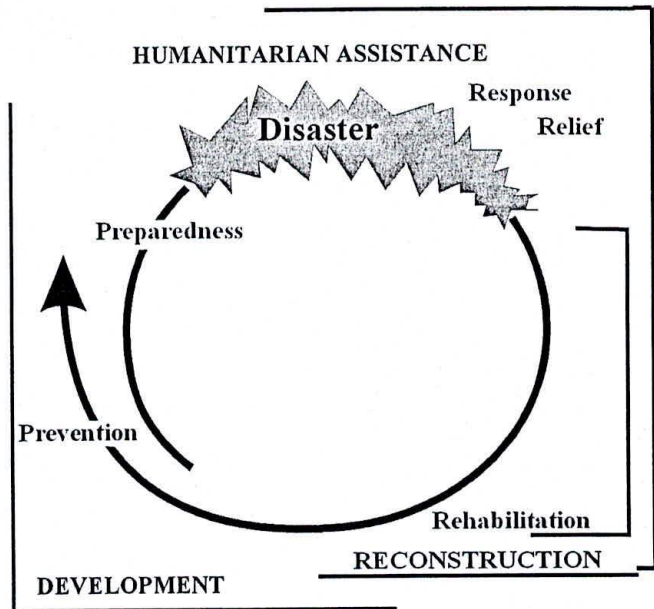 HUMANITARIAN ASSISTANCE
Response
Relief
Disaster
Preparedness
Prevention
Rehabilitation
RECONSTRUCTION
DEVELOPMENT